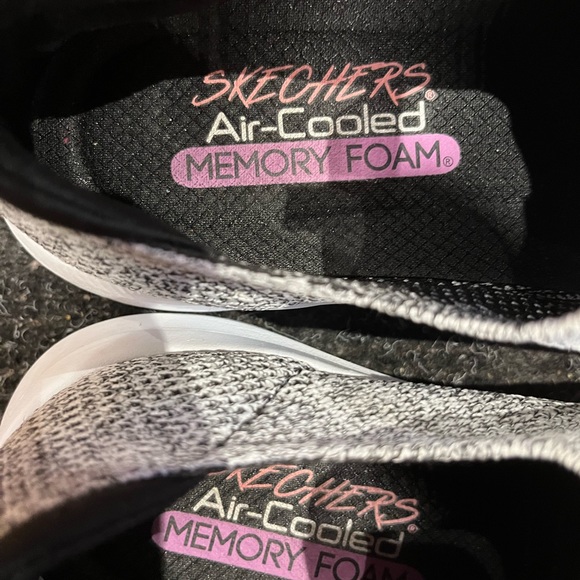 SKECHERS®
Air-Cooled
MEMORY FOAM®
SKECHERS®
Air-Cooled
MEMORY FOAM